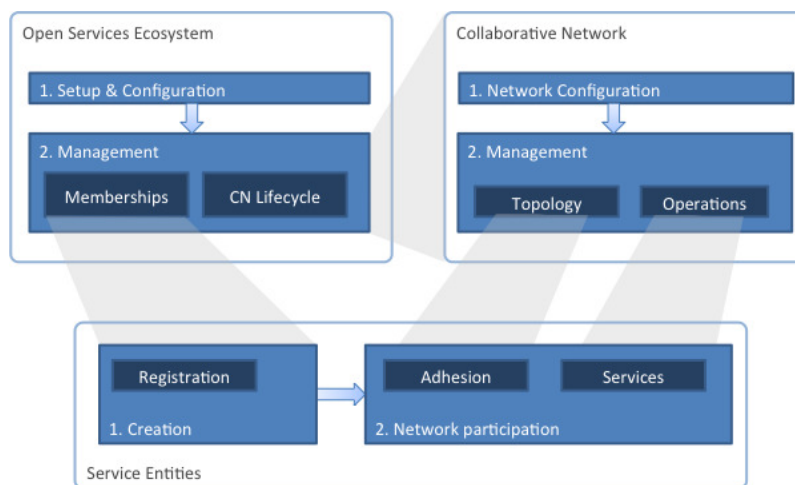 Open Services Ecosystem
1. Setup & Configuration
2. Management
Memberships
CN Lifecycle
Collaborative Network
1. Network Configuration
2. Management
Topology
Operations
Registration
1. Creation
Adhesion
Services
2. Network participation
Service Entities